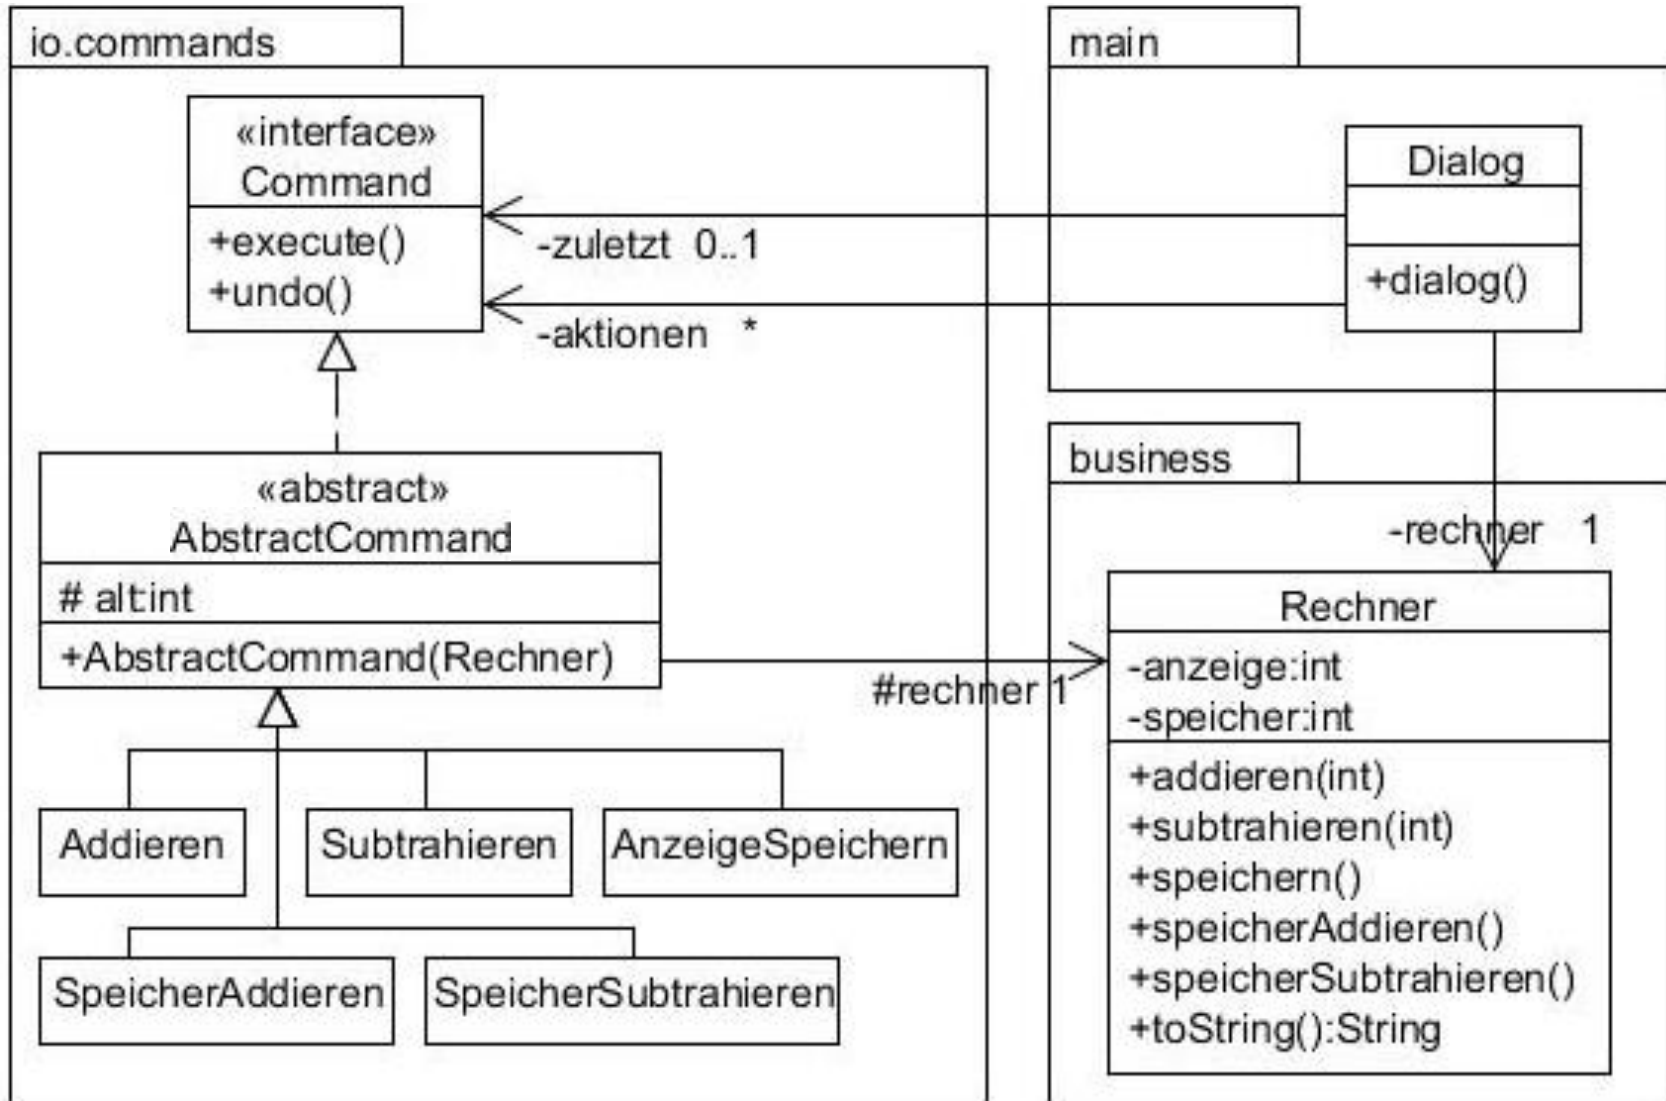 io.commands
«interface»
Command
+execute()
+undo()
-zuletzt 0..1
-aktionen *
«abstract»
AbstractCommand
# alt:int
+AbstractCommand(Rechner)
#rechner 1
Addieren
Subtrahieren
AnzeigeSpeichern
SpeicherAddieren
SpeicherSubtrahieren
main
Dialog
+dialog()
business
-rechner 1
Rechner
-anzeige:int
-speicher:int
+addieren(int)
+subtrahieren(int)
+speichern()
+speicherAddieren()
+speicherSubtrahieren()
+toString():String